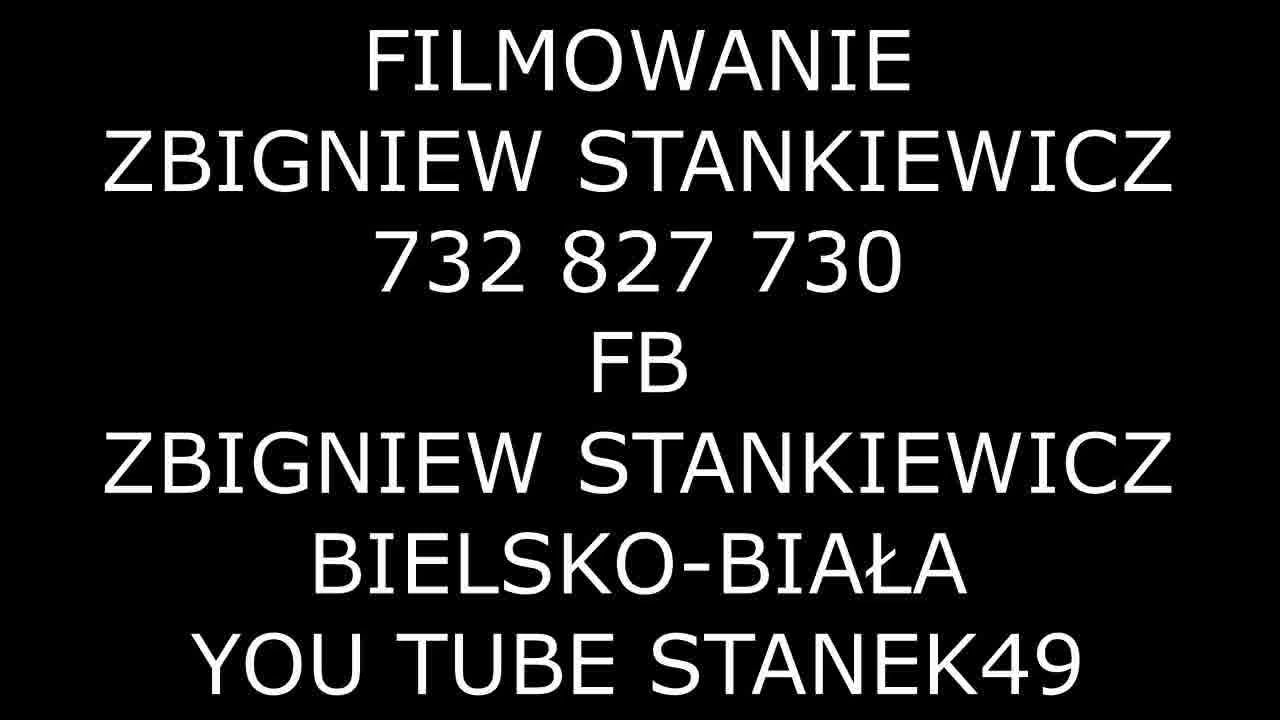 FILMOWANIE
ZBIGNIEW STANKIEWICZ
732 827 730
FB
ZBIGNIEW STANKIEWICZ
BIELSKO-BIAŁA
YOU TUBE STANEK49